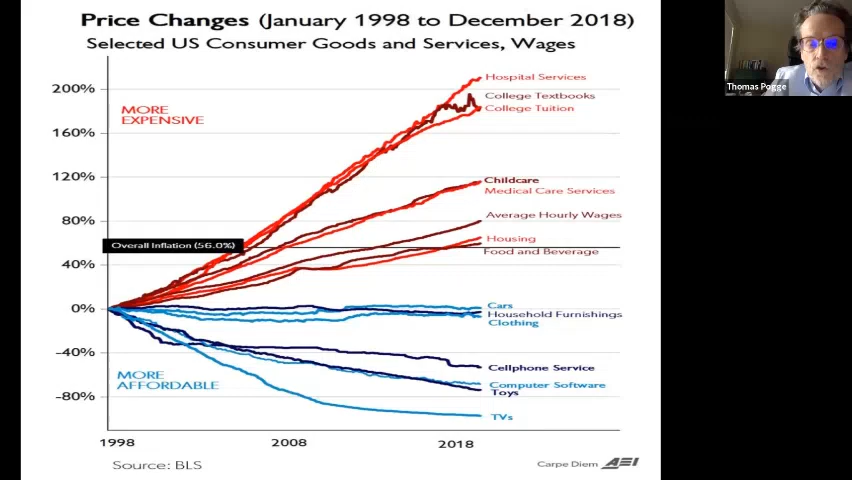 Price Changes (January 1998 to December 2018)
Selected US Consumer Goods and Services, Wages
200%
160%
120%
80%
40%
0%
-40%
-80%
MORE
EXPENSIVE
Overall Inflation (56.0%)
MORE
AFFORDABLE
Hospital Services
College Textbooks
College Tuition
Childcare
Medical Care Services
Average Hourly Wages
Housing
Food and Beverage
Cars
Household Furnishings
Clothing
Cellphone Service
Computer Software
Toys
TVs
1998
2008
2018
Source: BLS
Carpe Diem AEI
Thomas Pogge